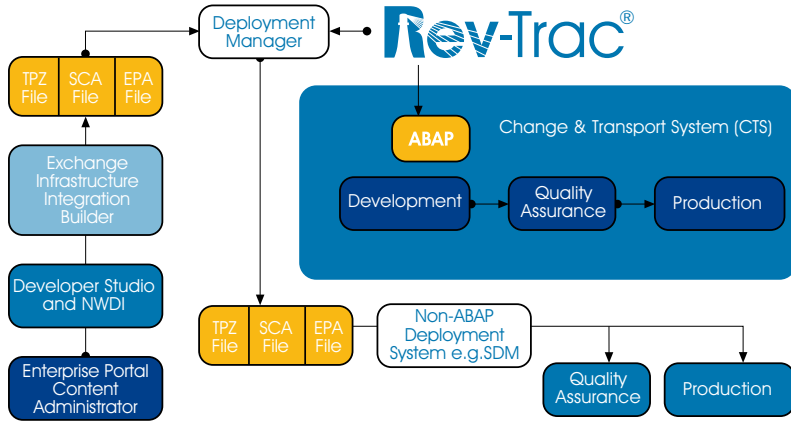 Deployment
Manager
Rev-Trac®
TPZ
File
SCA
File
EPA
File
Change & Transport System (CTS)
ABAP
Exchange
Infrastructure
Integration
Builder
Development
Quality
Assurance
Production
Developer Studio
and NWDI
TPZ
File
SCA
File
EPA
File
Non-ABAP
Deployment
System e.g.SDM
Enterprise Portal
Content
Administrator
Quality
Assurance
Production